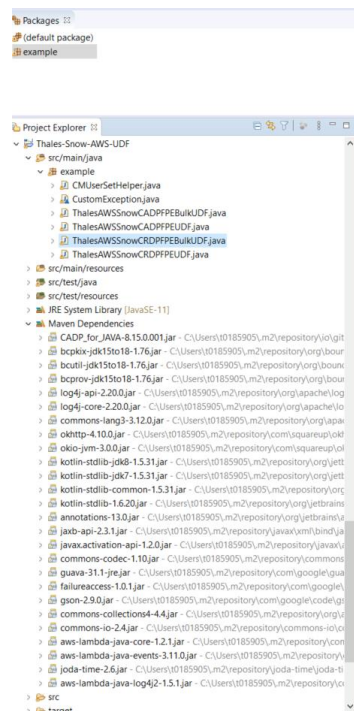 Packages
(default package)
example
Project Explorer
Thales-Snow-AWS-UDF
src/main/java
example
CMUserSetHelper.java
CustomException.java
ThalesAWSSnowCADPFPEBulkUDF.java
ThalesAWSSnowCADPFPEUDF.java
ThalesAWSSnowCRDPFPEBulkUDF.java
ThalesAWSSnowCRDPFPEUDF.java
src/main/resources
src/test/java
src/test/resources
JRE System Library [JavaSE-11]
Maven Dependencies
CADP_for_JAVA-8.15.0.001.jar - C:\Users\t0185905\.m2\repository\io\git
bcpkix-jdk15to18-1.76.jar - C:\Users\t0185905\.m2\repository\org\boun
bcutil-jdk15to18-1.76.jar - C:\Users\t0185905\.m2\repository\org\bounc
bcprov-jdk15to18-1.76.jar - C:\Users\t0185905\.m2\repository\org\bou
log4j-api-2.20.0.jar - C:\Users\t0185905\.m2\repository\org\apache\log
log4j-core-2.20.0.jar - C:\Users\t0185905\.m2\repository\org\apache\lo
commons-lang3-3.12.0.jar - C:\Users\t0185905\.m2\repository\org\apac
okhttp-4.10.0.jar - C:\Users\t0185905\.m2\repository\com\squareup\okh
okio-jvm-3.0.0.jar - C:\Users\t0185905\.m2\repository\com\squareup\ol
kotlin-stdlib-jdk8-1.5.31.jar - C:\Users\t0185905\.m2\repository\org\jetb
kotlin-stdlib-jdk7-1.5.31.jar - C:\Users\t0185905\.m2\repository\org\jetb
kotlin-stdlib-common-1.5.31.jar - C:\Users\t0185905\.m2\repository\org
kotlin-stdlib-1.6.20.jar - C:\Users\t0185905\.m2\repository\org\jetbrains
annotations-13.0.jar - C:\Users\t0185905\.m2\repository\org\jetbrains\a
jaxb-api-2.3.1.jar - C:\Users\t0185905\.m2\repository\javax\xml\bind\ja
javax.activation-api-1.2.0.jar - C:\Users\t0185905\.m2\repository\javax\a
commons-codec-1.10.jar - C:\Users\t0185905\.m2\repository\commons
guava-31.1-jre.jar - C:\Users\t0185905\.m2\repository\com\google\gua
failureaccess-1.0.1.jar - C:\Users\t0185905\.m2\repository\com\google\
gson-2.9.0.jar - C:\Users\t0185905\.m2\repository\com\google\code\gs
commons-collections4-4.4.jar - C:\Users\t0185905\.m2\repository\org\a
commons-io-2.4.jar - C:\Users\t0185905\.m2\repository\commons-io\co
aws-lambda-java-core-1.2.1.jar - C:\Users\t0185905\.m2\repository\con
aws-lambda-java-events-3.11.0.jar - C:\Users\t0185905\.m2\repository\c
joda-time-2.6.jar - C:\Users\t0185905\.m2\repository\joda-time\joda-ti
aws-lambda-java-log4j2-1.5.1.jar - C:\Users\t0185905\.m2\repository\co
src
target